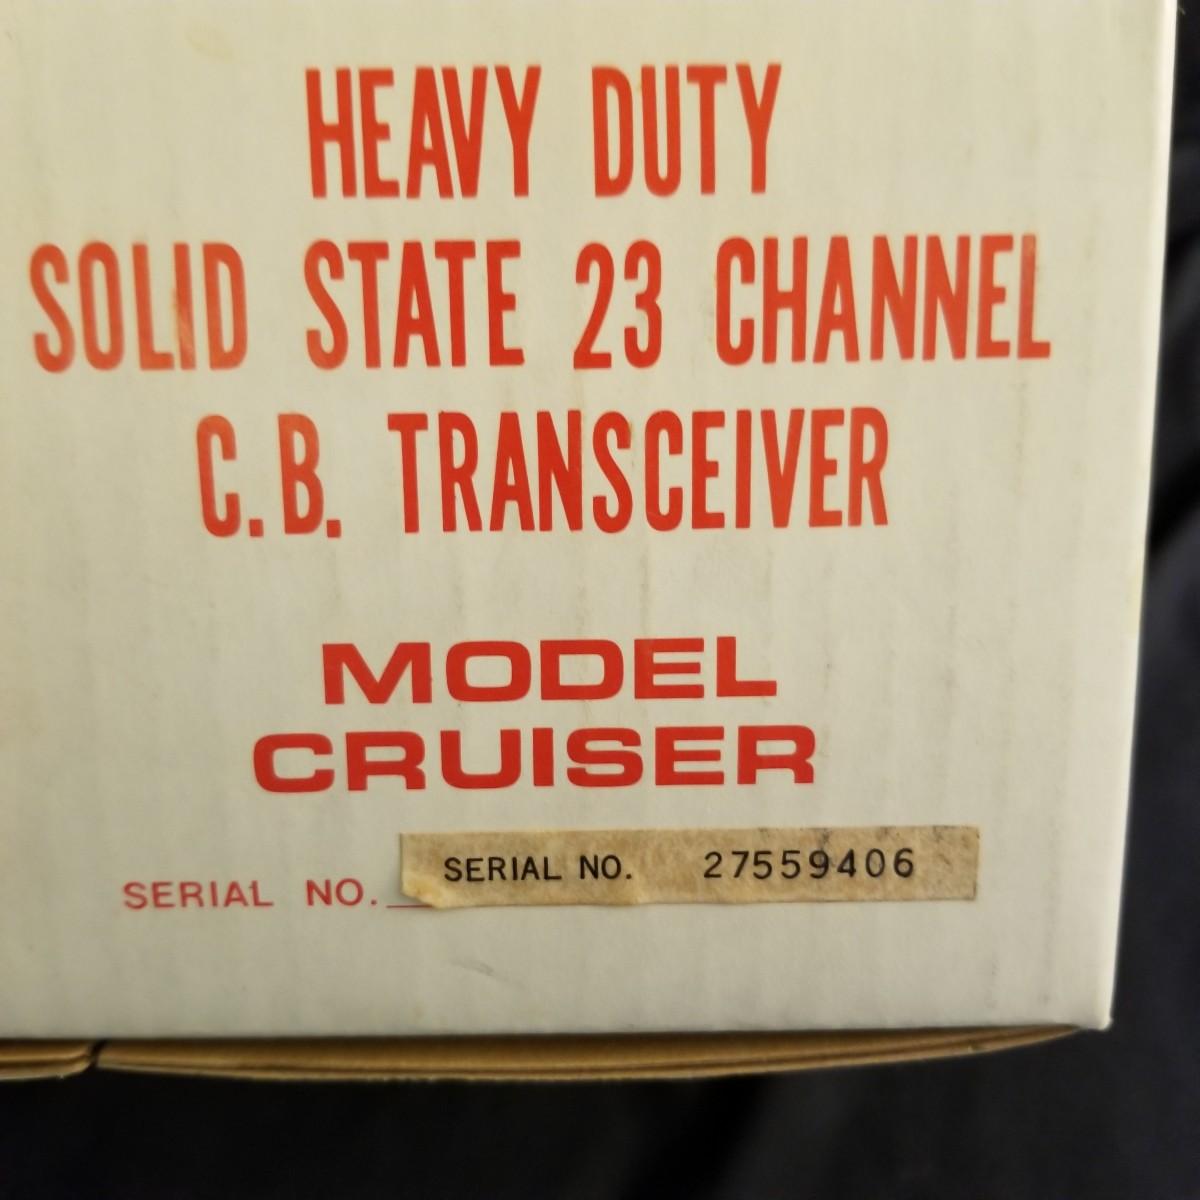 HEAVY DUTY
SOLID STATE 23 CHANNEL
C.B. TRANSCEIVER
MODEL
CRUISER
SERIAL NO. SERIAL NO. 27559406